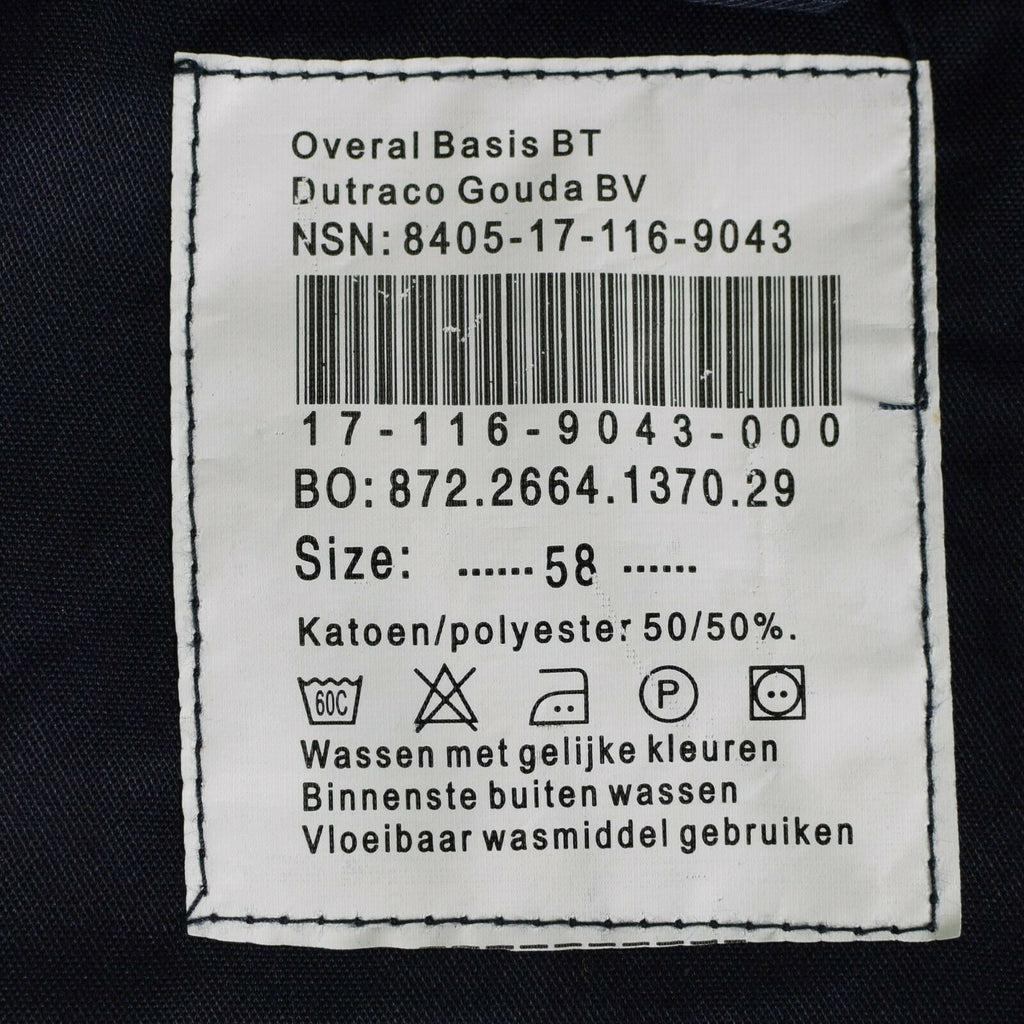 Overal Basis BT
Dutraco Gouda BV
NSN: 8405-17-116-9043
17-116-9043-000
BO: 872.2664.1370.29
Size: ...... 58 ......
Katoen/polyester 50/50%.
60C P
Wassen met gelijke kleuren
Binnenste buiten wassen
Vloeibaar wasmiddel gebruiken